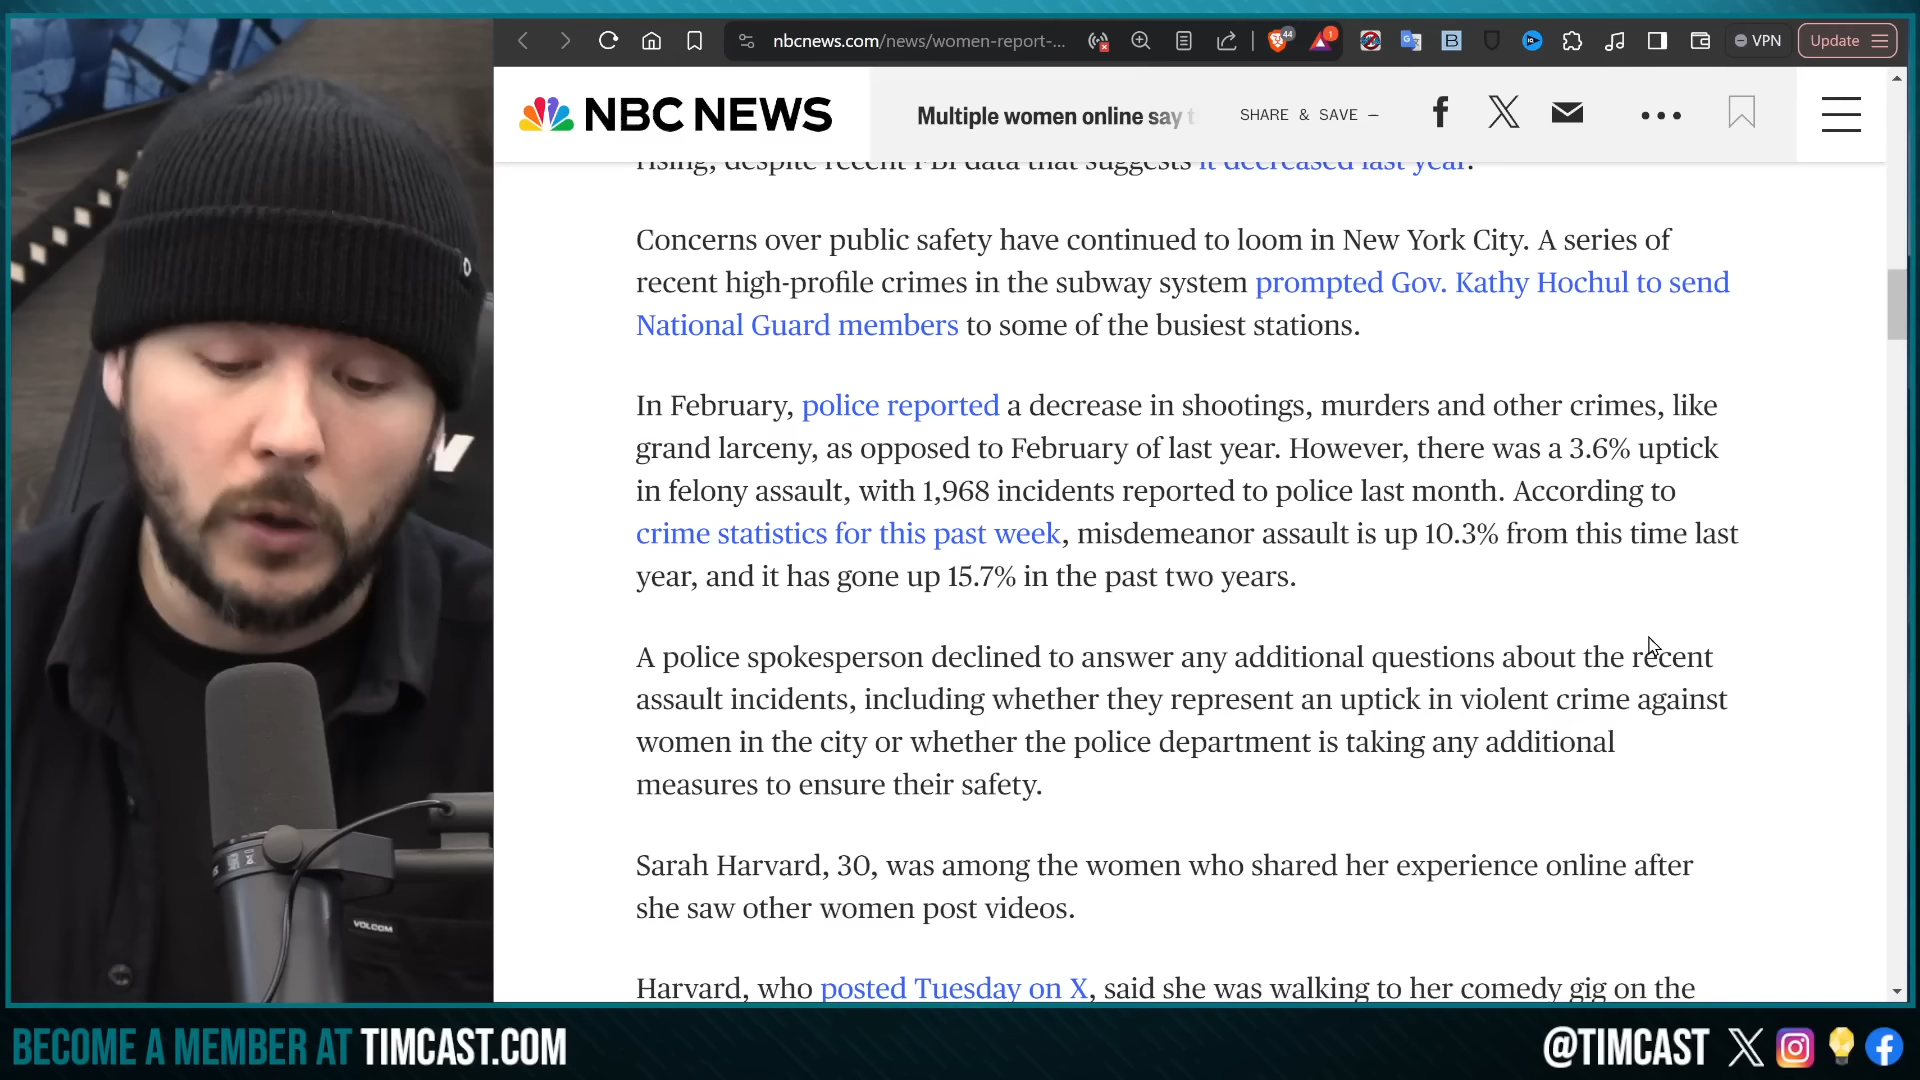 nbcnews.com/news/women-report-...
44
1
VPN
Update
NBC NEWS
Multiple women online say t
SHARE & SAVE –
rising, despite recent FBI data that suggests it decreased last year.
Concerns over public safety have continued to loom in New York City. A series of
recent high-profile crimes in the subway system prompted Gov. Kathy Hochul to send
National Guard members to some of the busiest stations.
In February, police reported a decrease in shootings, murders and other crimes, like
grand larceny, as opposed to February of last year. However, there was a 3.6% uptick
in felony assault, with 1,968 incidents reported to police last month. According to
crime statistics for this past week, misdemeanor assault is up 10.3% from this time last
year, and it has gone up 15.7% in the past two years.
A police spokesperson declined to answer any additional questions about the recent
assault incidents, including whether they represent an uptick in violent crime against
women in the city or whether the police department is taking any additional
measures to ensure their safety.
Sarah Harvard, 30, was among the women who shared her experience online after
she saw other women post videos.
Harvard, who posted Tuesday on X, said she was walking to her comedy gig on the
VOLCOM
BECOME A MEMBER AT TIMCAST.COM
@TIMCAST